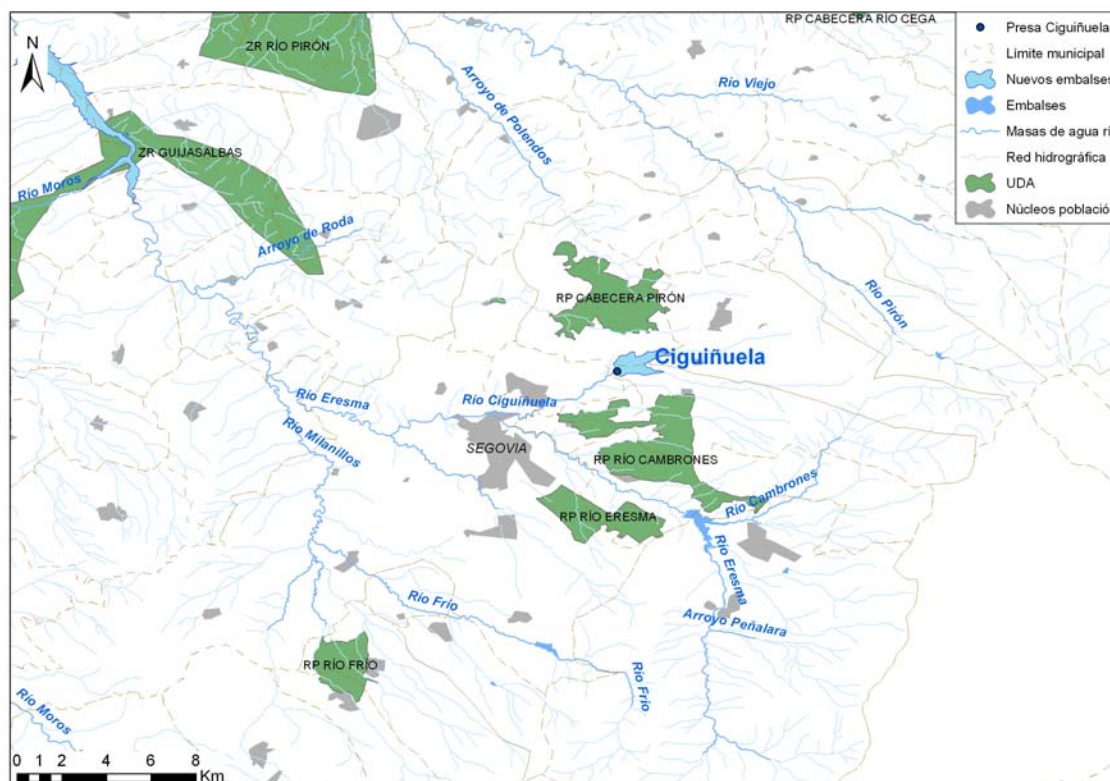 RP CABECERA RÍO CEGA
ZR RÍO PIRÓN
N
Presa Ciguiñuela
Límite municipal
Nuevos embalses
Embalses
Masas de agua rí
Red hidrográfica
UDA
Núcleos població
Arroyo de Polendos
Río Viejo
ZR GUIJASALBAS
Río Moros
Arroyo de Roda
RP CABECERA PIRÓN
Río Pirón
Ciguiñuela
Río Eresma
Río Ciguiñuela
Río Milanillos
SEGOVIA
RP RÍO CAMBRONES
Río Cambrones
RP RÍO ERESMA
Río Eresma
Río Frío
Arroyo Peñalara
RP RÍO FRÍO
Río Frío
Río Moros
0 1 2 4 6 8
Km